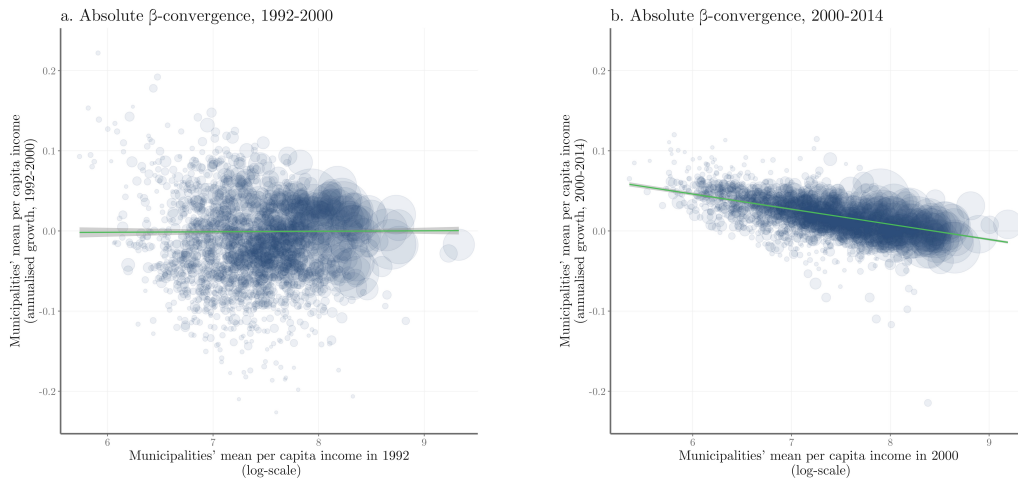 a. Absolute β-convergence, 1992-2000
Municipalities' mean per capita income
(annualised growth, 1992-2000)
0.2
0.1
0.0
-0.1
-0.2
6 7 8 9
Municipalities' mean per capita income in 1992
(log-scale)
b. Absolute β-convergence, 2000-2014
Municipalities' mean per capita income
(annualised growth, 2000-2014)
0.2
0.1
0.0
-0.1
-0.2
6 7 8 9
Municipalities' mean per capita income in 2000
(log-scale)